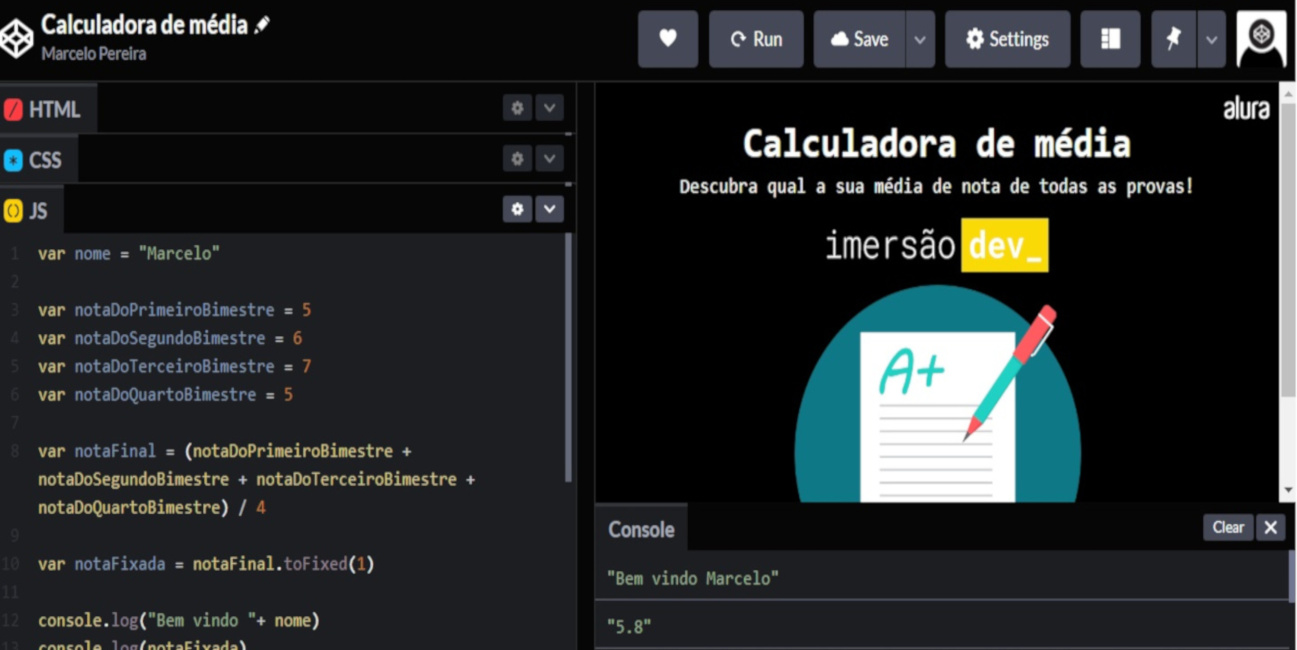 Calculadora de média
Marcelo Pereira
Run
Save
Settings
HTML
CSS
JS
1 var nome = "Marcelo"
2
3 var notaDoPrimeiroBimestre = 5
4 var notaDoSegundoBimestre = 6
5 var notaDoTerceiroBimestre = 7
6 var notaDoQuartoBimestre = 5
7
8 var notaFinal = (notaDoPrimeiroBimestre +
notaDoSegundoBimestre + notaDoTerceiroBimestre +
notaDoQuartoBimestre) / 4
9
10 var notaFixada = notaFinal.toFixed(1)
11
12 console.log("Bem vindo "+ nome)
13 console.log(notaFixada)
alura
Calculadora de média
Descubra qual a sua média de nota de todas as provas!
imersão dev_
A+
Console
Clear
"Bem vindo Marcelo"
"5.8"